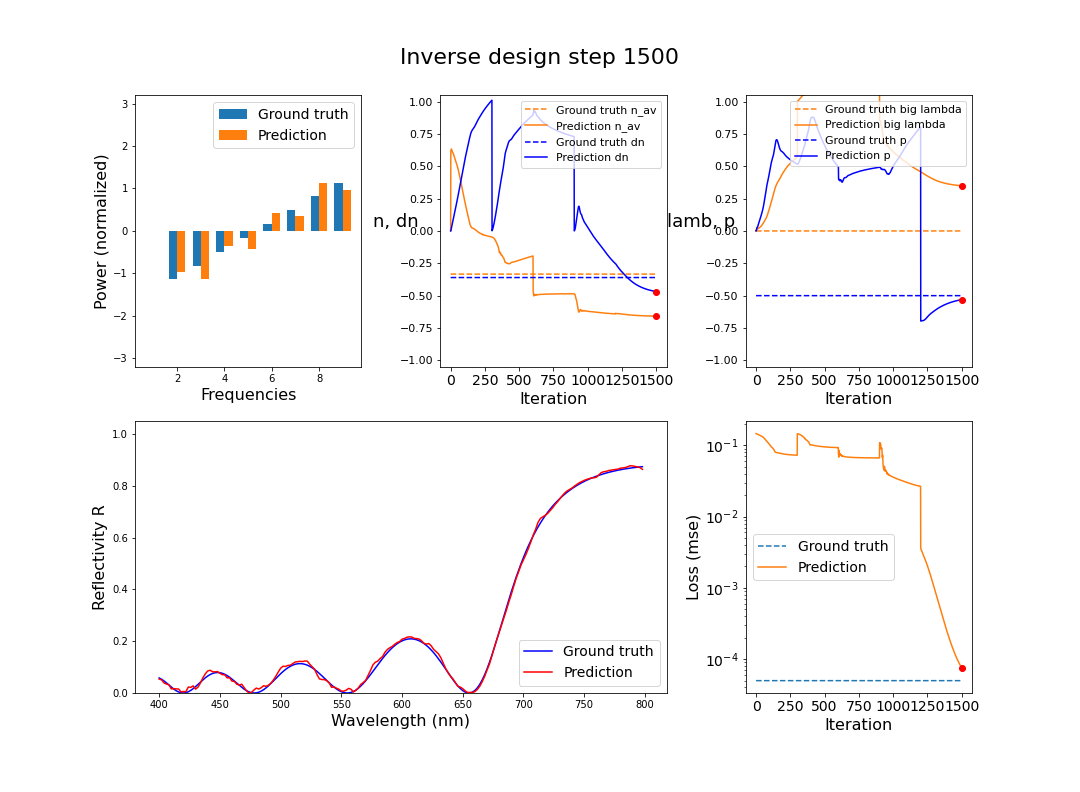 Inverse design step 1500
Power (normalized)
3
2
1
0
−1
−2
−3
Ground truth
Prediction
2
4
6
8
Frequencies
n, dn
1.00
0.75
0.50
0.25
0.00
−0.25
−0.50
−0.75
−1.00
Ground truth n_av
Prediction n_av
Ground truth dn
Prediction dn
0
250
500
750
1000
1250
1500
Iteration
lamb, p
1.00
0.75
0.50
0.25
0.00
−0.25
−0.50
−0.75
−1.00
Ground truth big lambda
Prediction big lambda
Ground truth p
Prediction p
0
250
500
750
1000
1250
1500
Iteration
Reflectivity R
1.0
0.8
0.6
0.4
0.2
0.0
Ground truth
Prediction
400
450
500
550
600
650
700
750
800
Wavelength (nm)
Loss (mse)
10⁻¹
10⁻²
10⁻³
10⁻⁴
Ground truth
Prediction
0
250
500
750
1000
1250
1500
Iteration